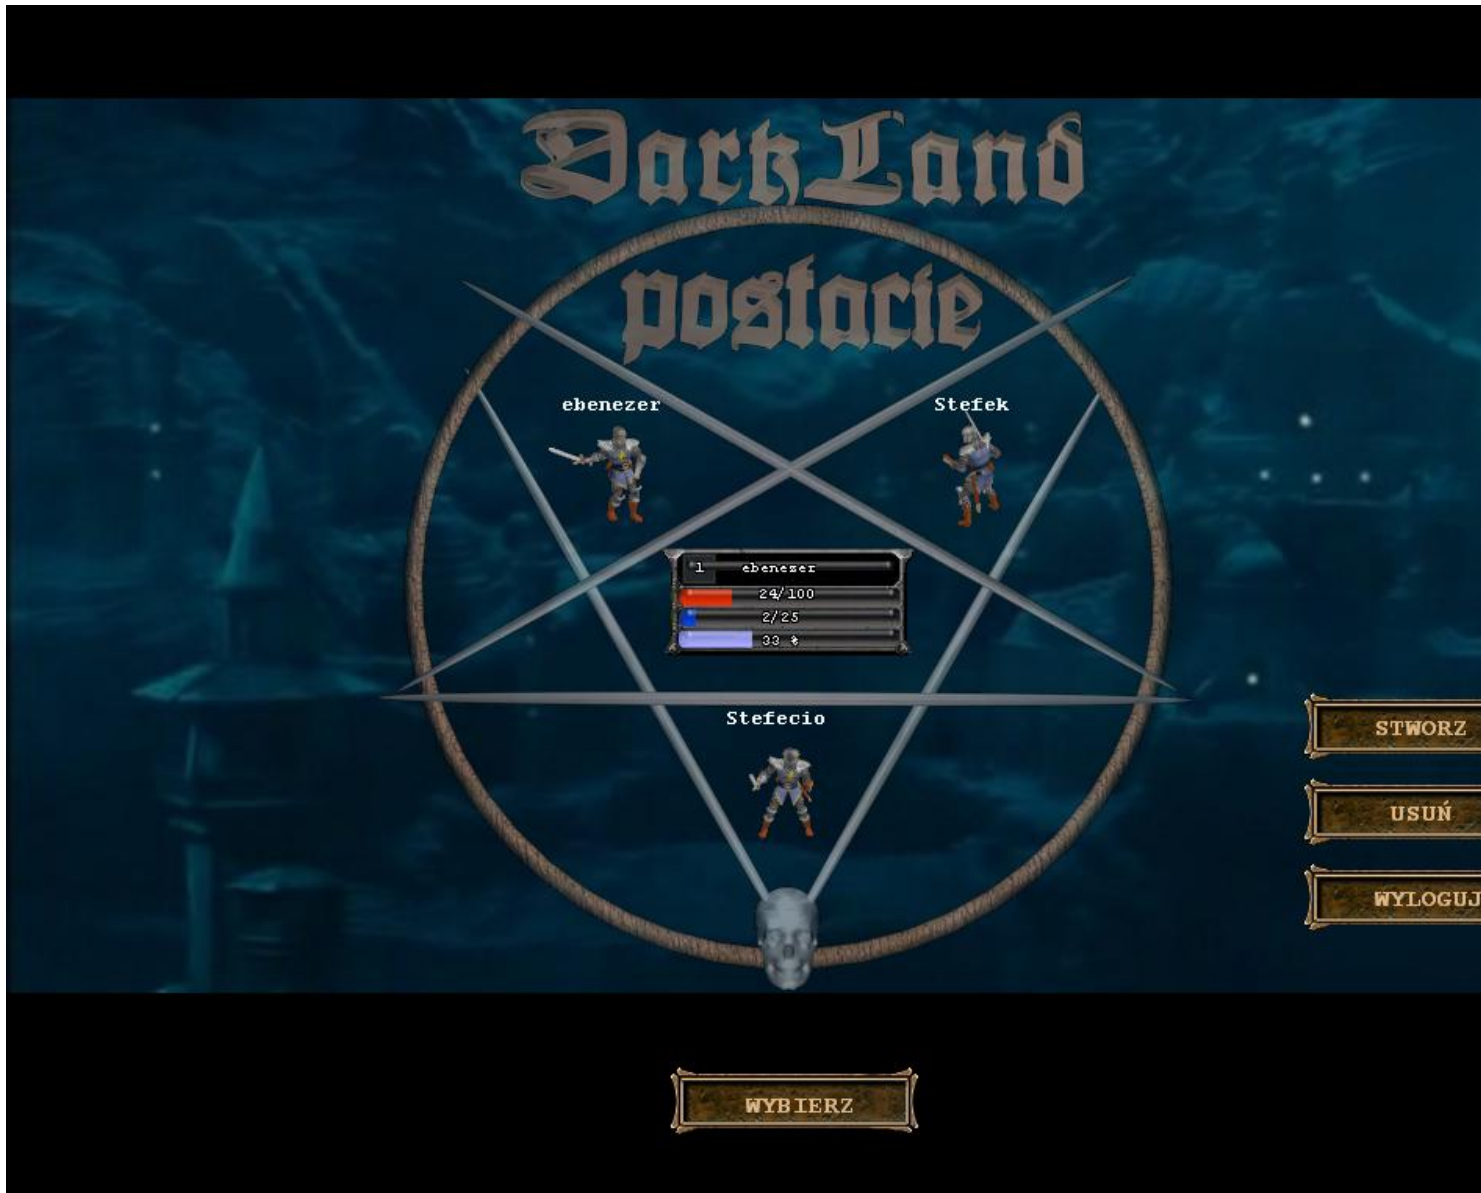 DarkLand
postacie
ebenezer
Stefek
1 ebenezer
24/100
2/25
33 %
Stefecio
STWORZ
USUŃ
WYLOGUJ
WYBIERZ